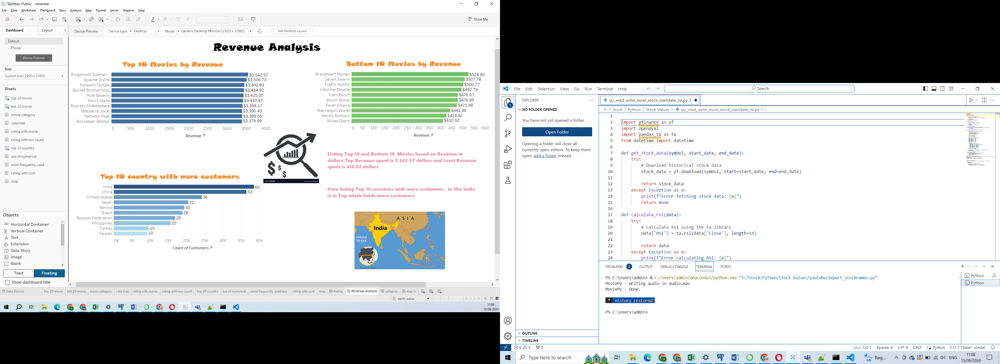 Tableau Public - revenue
File Data Worksheet Dashboard Story Analysis Map Format Server Window Help
Show Me
Dashboard Layout
Device Preview Device type Desktop Model Generic Desktop Monitor (1920 x 1080) Add Desktop Layout
Default
Phone
Device Preview
Size
Custom size (1920 x 1080)
Sheets
top 10 movie
bot 10 movie
movie category
cate tree
rating with movie
rating with nov count
top 10 country
ave of numerical
most frequently used ...
rating with cost
map
Objects
Horizontal Container
Vertical Container
Text
Extension
Data Story
Image
Blank
Tiled Floating
Show dashboard title
Revenue Analysis
Top 10 Movies by Revenue
Ridgemont Submari.. $3,542.57
Apache Divine $3,506.73
Forward Temple $3,442.83
Bucket Brotherhood $3,434.92
Pulp Beverly $3,420.00
Harry Idaho $3,410.97
Rugrats Shakespeare $3,398.17
Massacre Usual $3,390.43
Network Peak $3,388.05
Rocketeer Mother $3,379.99
0 500 1000 1500 2000 2500 3000 3500 4000
Revenue
Bottom 10 Movies by Revenue
Braveheart Human $524.80
Seven Swarm $507.78
Traffic Hobbit $500.77
Informer Double $492.79
Train Bunch $476.97
Bunch Minds $476.85
Fever Empire $471.88
Mannequin Worst $441.86
Hardly Robbers $424.92
Mixed Doors $410.02
0 50 100 150 200 250 300 350 400 450 500 550 600
Revenue
VectorStock
Listing Top 10 and Bottom 10 Movies based on Revenue in
dollars.Top Revenue spent is 3,542.57 dollars and Least Revenue
spent is 410.02 dollars
Top 10 country with more customers
India 60
China 53
United States 36
Japan 31
Mexico 30
Brazil 28
Russian Federation 28
Philippines 20
Turkey 15
Taiwan 10
0K 5K 10K 15K 20K 25K 30K 35K 40K
Count of Customers
Here listing Top 10 countries with more customers , in this India
is in Top which holds more customers.
ASIA
India
INDIAN
OCEAN
Map by NG Maps
Data Source top 10 movie bot 10 movie movie category cate tree rating with movie rating with nov count top 10 country ave of numerical most frequently used text rating with cost map Rating REvenue analysi category map lo
aarthi subuu
11:08
15/06/2024
File Edit Selection View Go Run Terminal Help
Search
EXPLORER
NO FOLDER OPENED
You have not yet opened a folder.
Open Folder
Opening a folder will close all
currently open editors. To keep them
open, add a folder instead.
OUTLINE
TIMELINE
1
py_read_write_excel_stock_startdate_rsi.py 2
F: > Stock > Python > Stock Values > py_read_write_excel_stock_startdate_rsi.py > ...
1
2 import yfinance as yf
3 import openpyxl
4 import pandas_ta as ta
5 from datetime import datetime
6
7 def get_stock_data(symbol, start_date, end_date):
8 try:
9 # Download historical stock data
10 stock_data = yf.download(symbol, start=start_date, end=end_date)
11
12 return stock_data
13 except Exception as e:
14 print(f"Error fetching stock data: {e}")
15 return None
16
17 def calculate_rsi(data):
18 try:
19 # Calculate RSI using the ta library
20 data['RSI'] = ta.rsi(data['Close'], length=14)
21
22 return data
23 except Exception as e:
24 print(f"Error calculating RSI: {e}")
PROBLEMS 2 OUTPUT DEBUG CONSOLE TERMINAL PORTS
PS C:\Users\admin> & C:/Users/admin/anaconda3/python.exe "f:/Stock/Python/Stock Values/youtube/export_stocknames.py"
MoviePy - Writing audio in audio.wav
MoviePy - Done.
* History restored
PS C:\Users\admin>
Python
Python
0 2 0
Ln 2, Col 1 Spaces: 4 UTF-8 CRLF Python 3.11.7 ('base': conda)
Type here to search
Reg...
ENG
11:08
15/06/2024